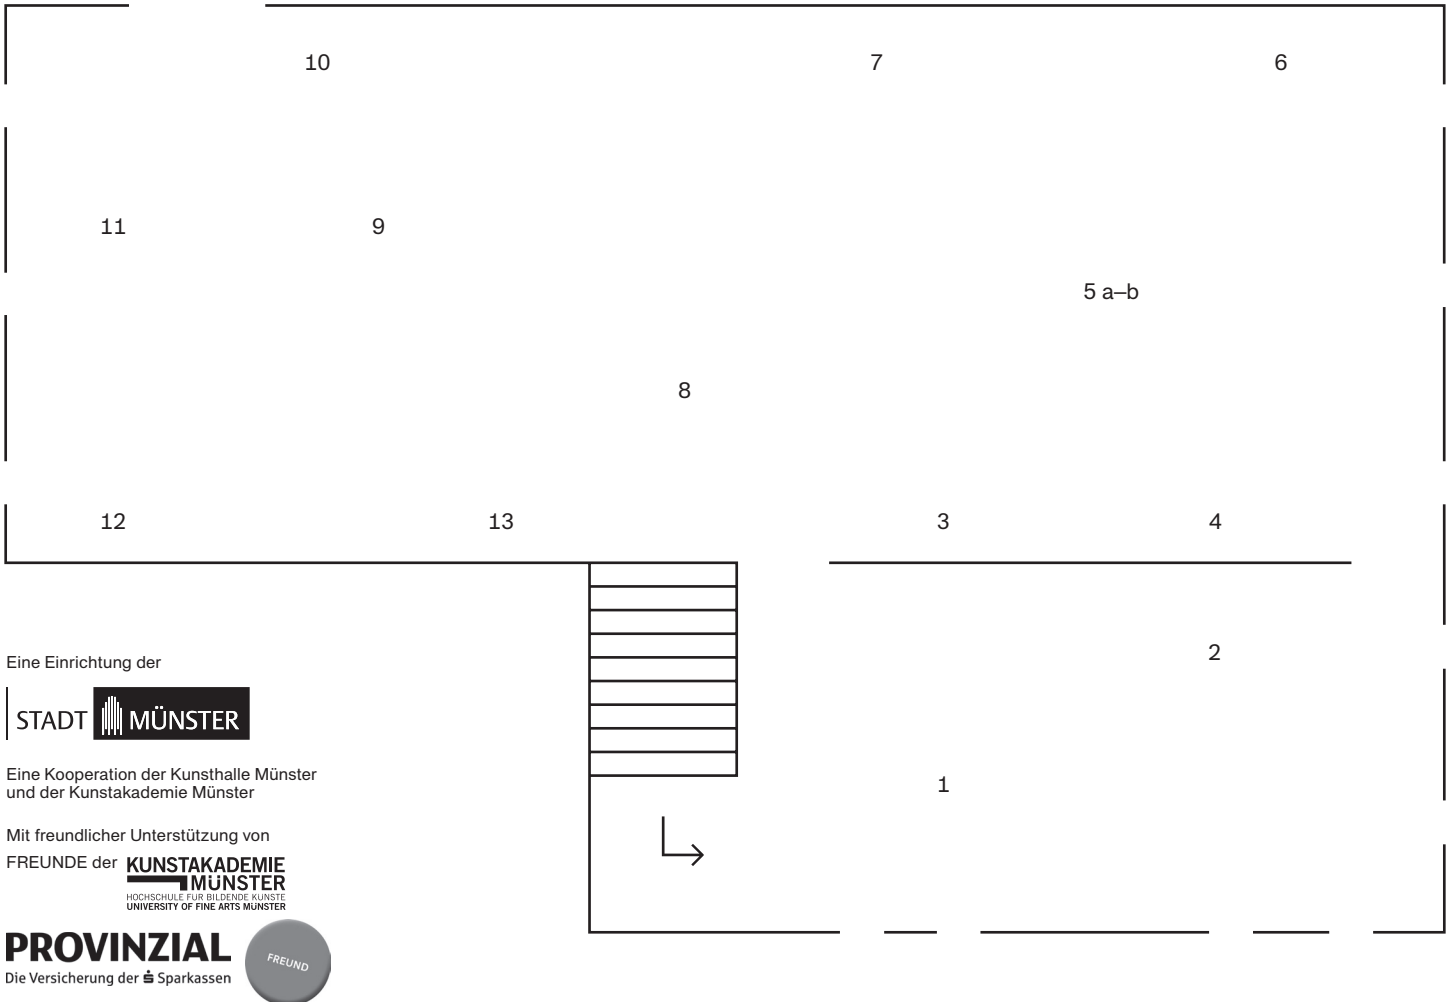 10
7
6
11
9
5 a–b
8
12
13
3
4
2
1
Eine Einrichtung der
STADT MÜNSTER
Eine Kooperation der Kunsthalle Münster
und der Kunstakademie Münster
Mit freundlicher Unterstützung von
FREUNDE der KUNSTAKADEMIE
MÜNSTER
HOCHSCHULE FÜR BILDENDE KÜNSTE
UNIVERSITY OF FINE ARTS MÜNSTER
PROVINZIAL
Die Versicherung der S Sparkassen
FREUND